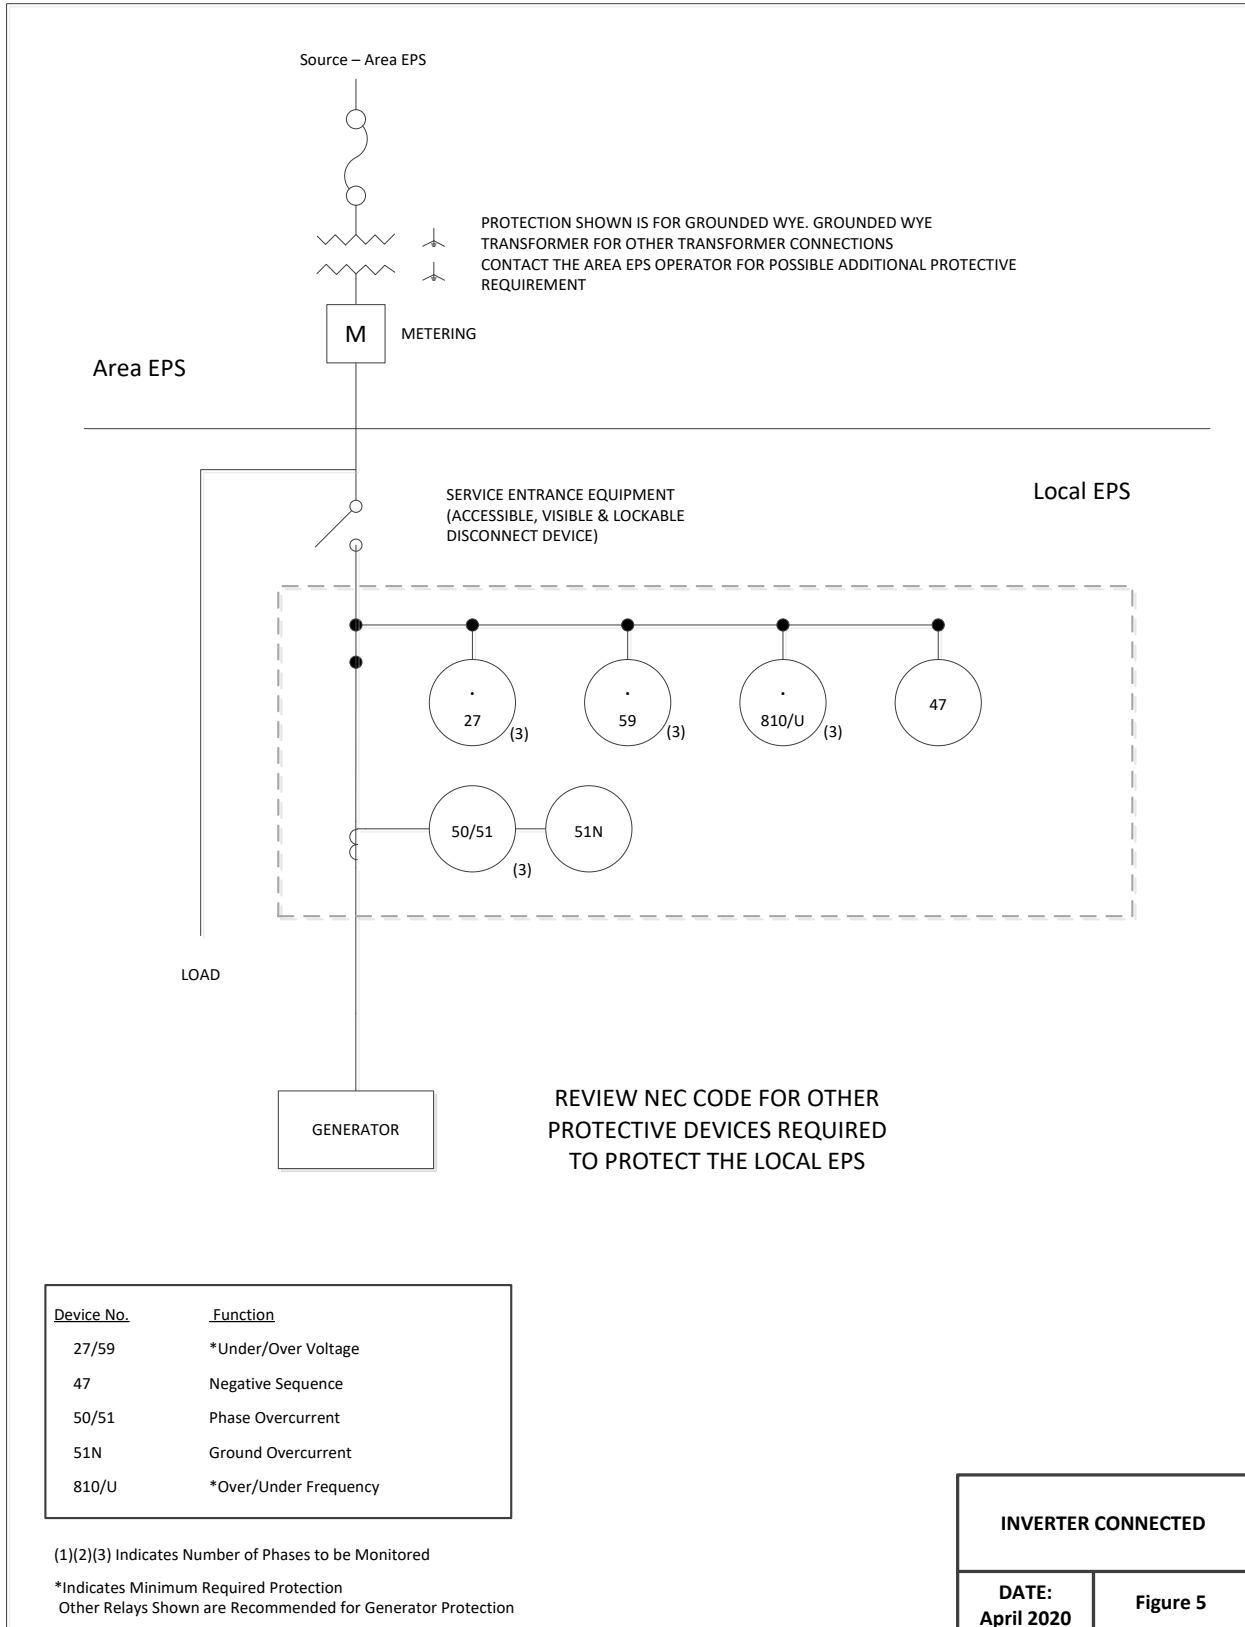 Source – Area EPS
PROTECTION SHOWN IS FOR GROUNDED WYE. GROUNDED WYE
TRANSFORMER FOR OTHER TRANSFORMER CONNECTIONS
CONTACT THE AREA EPS OPERATOR FOR POSSIBLE ADDITIONAL PROTECTIVE
REQUIREMENT
M
METERING
Area EPS
Local EPS
SERVICE ENTRANCE EQUIPMENT
(ACCESSIBLE, VISIBLE & LOCKABLE
DISCONNECT DEVICE)
27
(3)
59
(3)
810/U
(3)
47
50/51
(3)
51N
LOAD
GENERATOR
REVIEW NEC CODE FOR OTHER
PROTECTIVE DEVICES REQUIRED
TO PROTECT THE LOCAL EPS
Device No. Function
27/59 *Under/Over Voltage
47 Negative Sequence
50/51 Phase Overcurrent
51N Ground Overcurrent
810/U *Over/Under Frequency
(1)(2)(3) Indicates Number of Phases to be Monitored
*Indicates Minimum Required Protection
Other Relays Shown are Recommended for Generator Protection
INVERTER CONNECTED
DATE:
April 2020
Figure 5